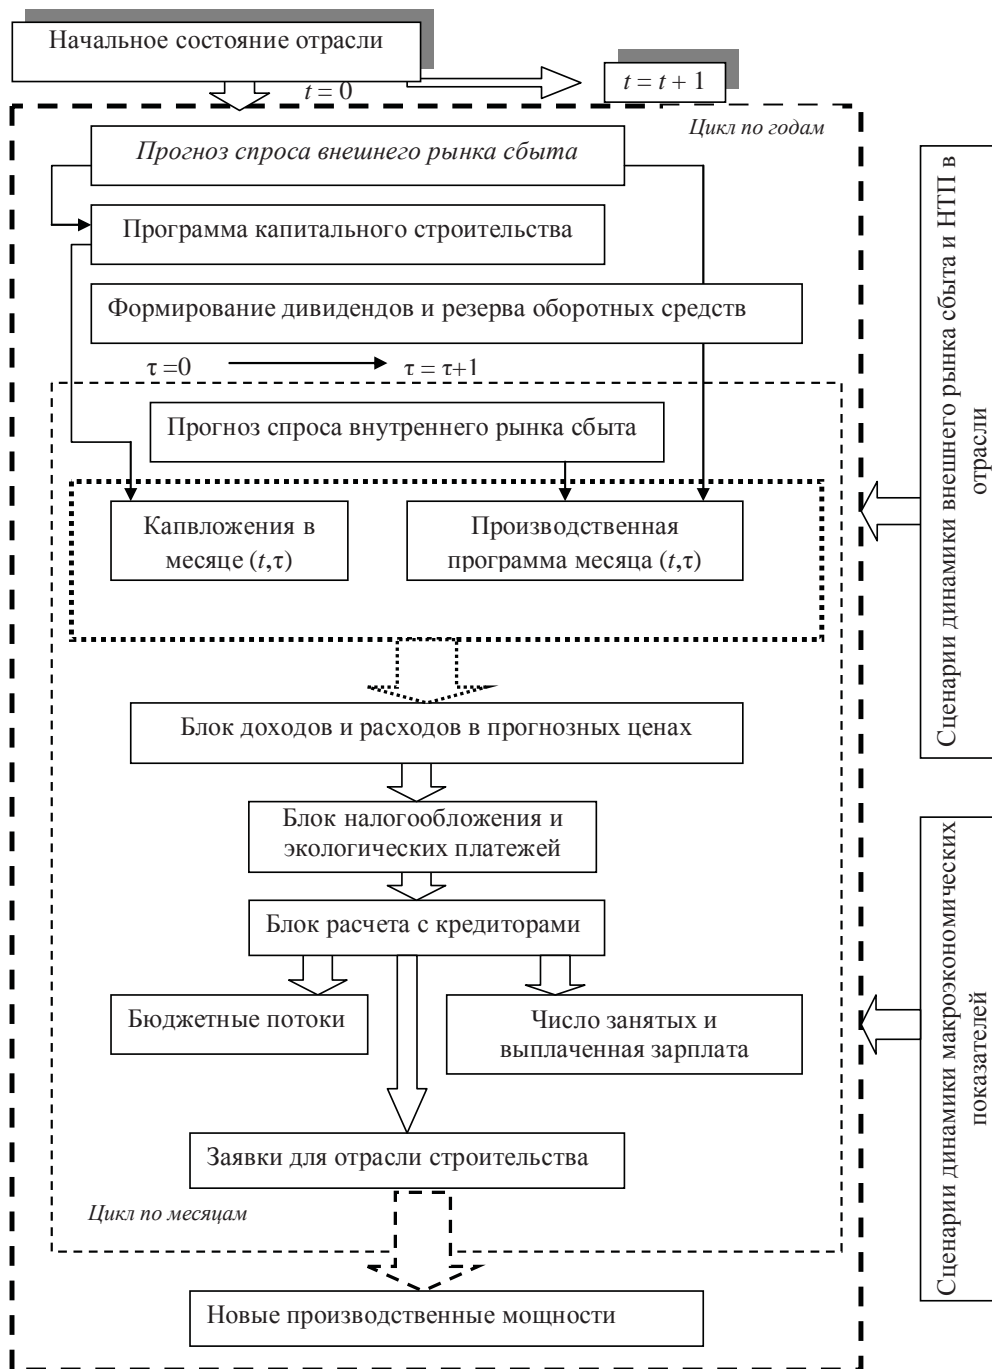 Начальное состояние отрасли
t = 0
t = t + 1
Цикл по годам
Прогноз спроса внешнего рынка сбыта
Программа капитального строительства
Формирование дивидендов и резерва оборотных средств
τ =0
τ = τ+1
Прогноз спроса внутреннего рынка сбыта
Капвложения в
месяце (t,τ)
Производственная
программа месяца (t,τ)
Блок доходов и расходов в прогнозных ценах
Блок налогообложения и
экологических платежей
Блок расчета с кредиторами
Бюджетные потоки
Число занятых и
выплаченная зарплата
Заявки для отрасли строительства
Цикл по месяцам
Новые производственные мощности
Сценарии динамики внешнего рынка сбыта и НТП в
отрасли
Сценарии динамики макроэкономических
показателей